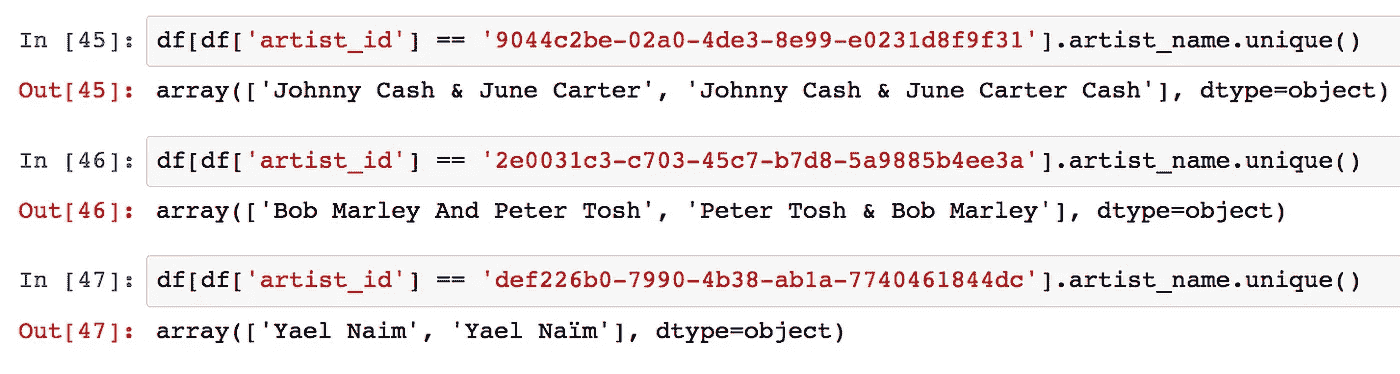 In [45]: df[df['artist_id'] == '9044c2be-02a0-4de3-8e99-e0231d8f9f31'].artist_name.unique()
Out[45]: array(['Johnny Cash & June Carter', 'Johnny Cash & June Carter Cash'], dtype=object)
In [46]: df[df['artist_id'] == '2e0031c3-c703-45c7-b7d8-5a9885b4ee3a'].artist_name.unique()
Out[46]: array(['Bob Marley And Peter Tosh', 'Peter Tosh & Bob Marley'], dtype=object)
In [47]: df[df['artist_id'] == 'def226b0-7990-4b38-ab1a-7740461844dc'].artist_name.unique()
Out[47]: array(['Yael Naim', 'Yael Naïm'], dtype=object)